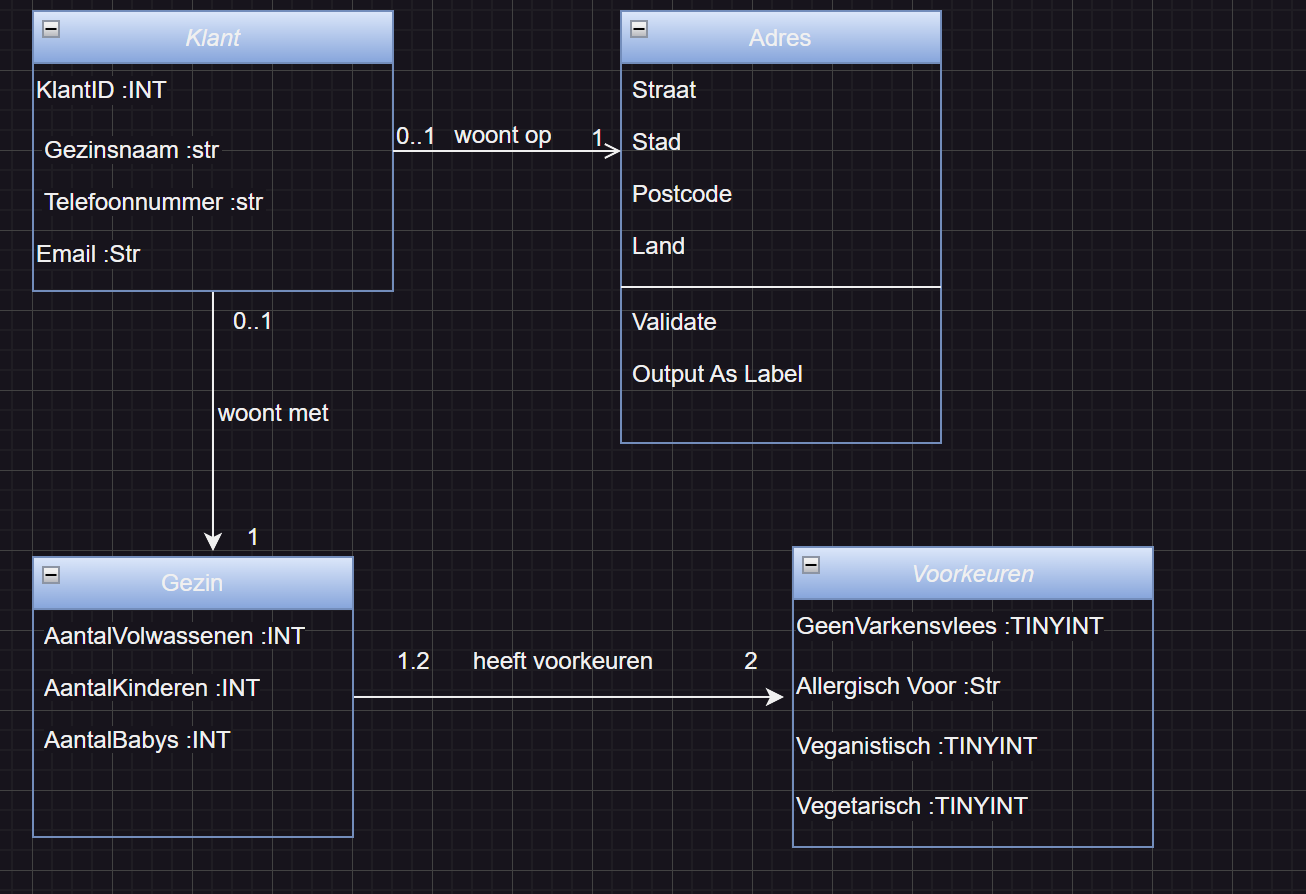 Klant
KlantID :INT
Gezinsnaam :str
Telefoonnummer :str
Email :Str
0..1 woont op 1
Adres
Straat
Stad
Postcode
Land
Validate
Output As Label
0..1
woont met
1
Gezin
AantalVolwassenen :INT
AantalKinderen :INT
AantalBabys :INT
1.2 heeft voorkeuren 2
Voorkeuren
GeenVarkensvlees :TINYINT
Allergisch Voor :Str
Veganistisch :TINYINT
Vegetarisch :TINYINT